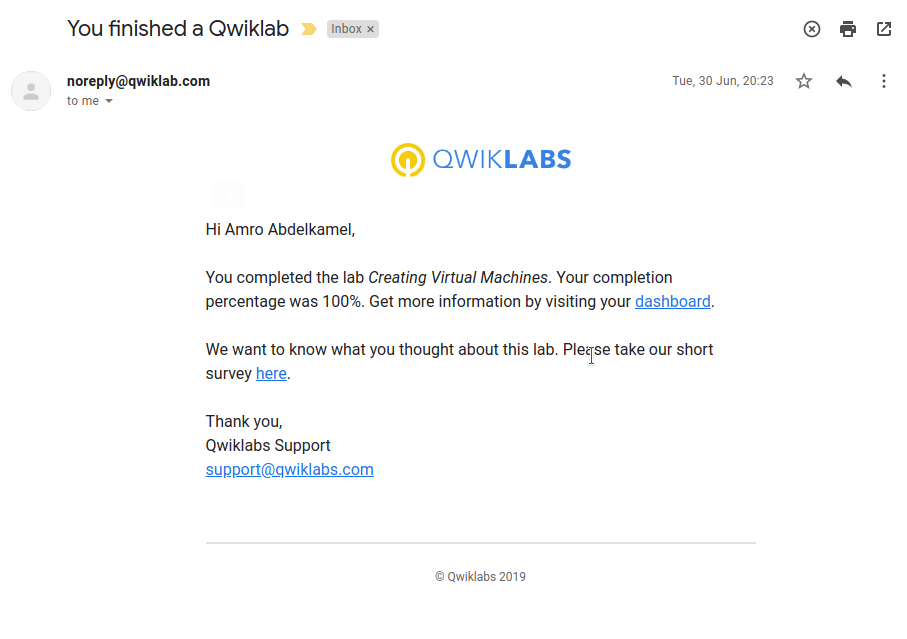 You finished a Qwiklab
Inbox ×
noreply@qwiklab.com
Tue, 30 Jun, 20:23
to me
QWIKLABS
Hi Amro Abdelkamel,
You completed the lab Creating Virtual Machines. Your completion
percentage was 100%. Get more information by visiting your dashboard.
We want to know what you thought about this lab. Please take our short
survey here.
Thank you,
Qwiklabs Support
support@qwiklabs.com
© Qwiklabs 2019